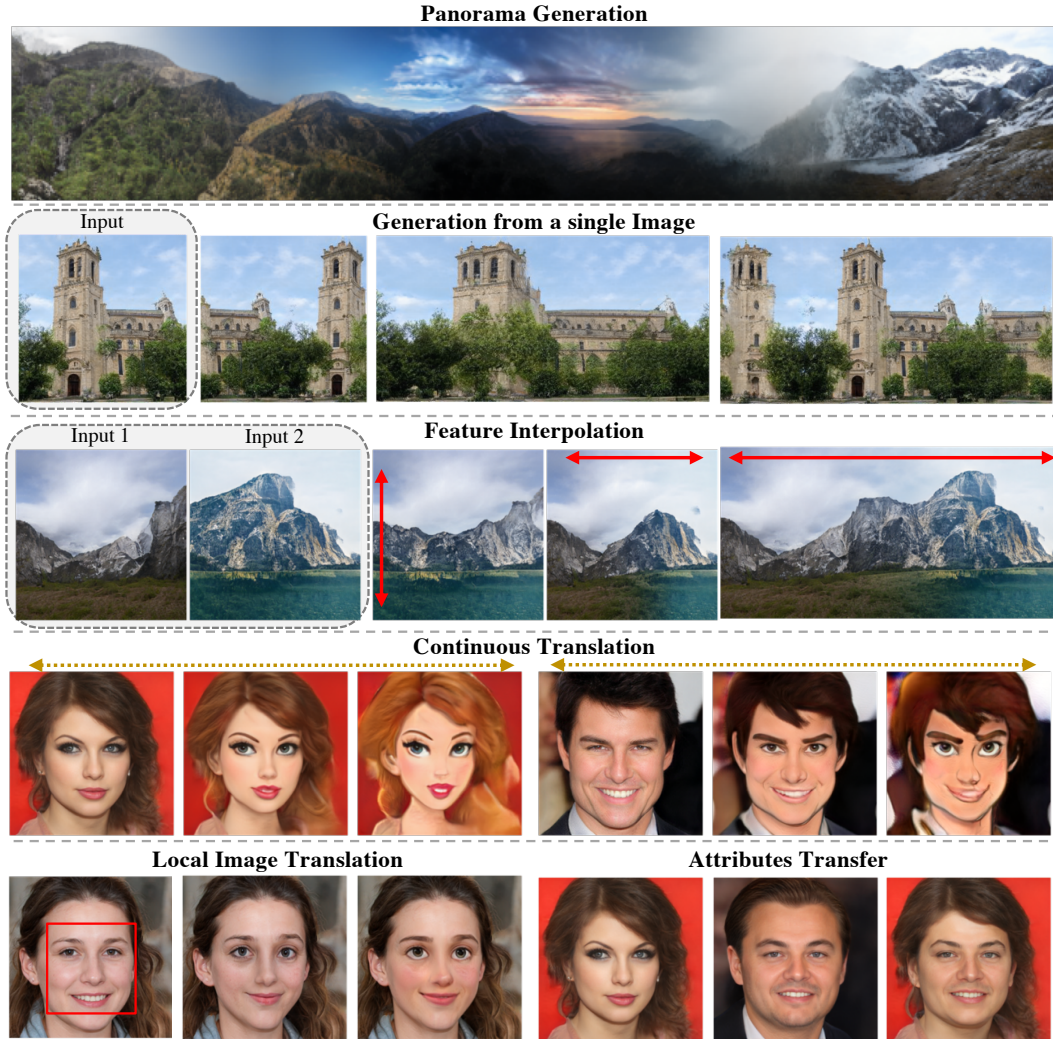 Panorama Generation
Input
Generation from a single Image
Input 1
Input 2
Feature Interpolation
Continuous Translation
Local Image Translation
Attributes Transfer